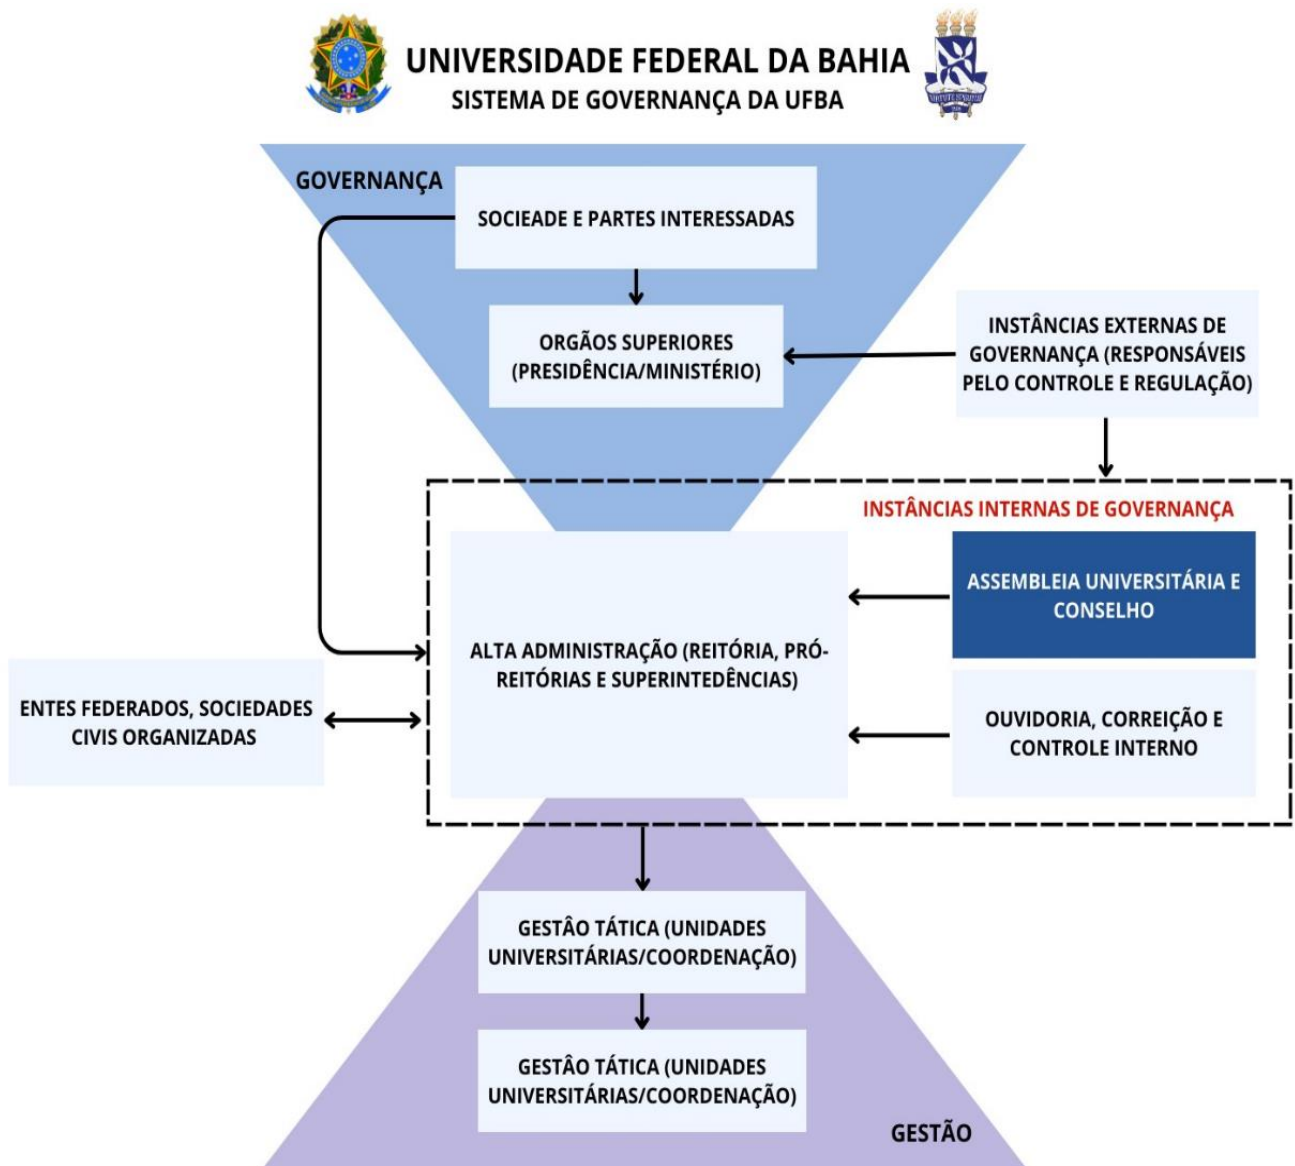 UNIVERSIDADE FEDERAL DA BAHIA
SISTEMA DE GOVERNANÇA DA UFBA
GOVERNANÇA
SOCIEADE E PARTES INTERESSADAS
ORGÃOS SUPERIORES
(PRESIDÊNCIA/MINISTÉRIO)
INSTÂNCIAS EXTERNAS DE
GOVERNANÇA (RESPONSÁVEIS
PELO CONTROLE E REGULAÇÃO)
INSTÂNCIAS INTERNAS DE GOVERNANÇA
ASSEMBLEIA UNIVERSITÁRIA E
CONSELHO
ALTA ADMINISTRAÇÃO (REITÓRIA, PRÓ-
REITÓRIAS E SUPERINTEDÊNCIAS)
ENTES FEDERADOS, SOCIEDADES
CIVIS ORGANIZADAS
OUVIDORIA, CORREIÇÃO E
CONTROLE INTERNO
GESTÂO TÁTICA (UNIDADES
UNIVERSITÁRIAS/COORDENAÇÃO)
GESTÂO TÁTICA (UNIDADES
UNIVERSITÁRIAS/COORDENAÇÃO)
GESTÃO